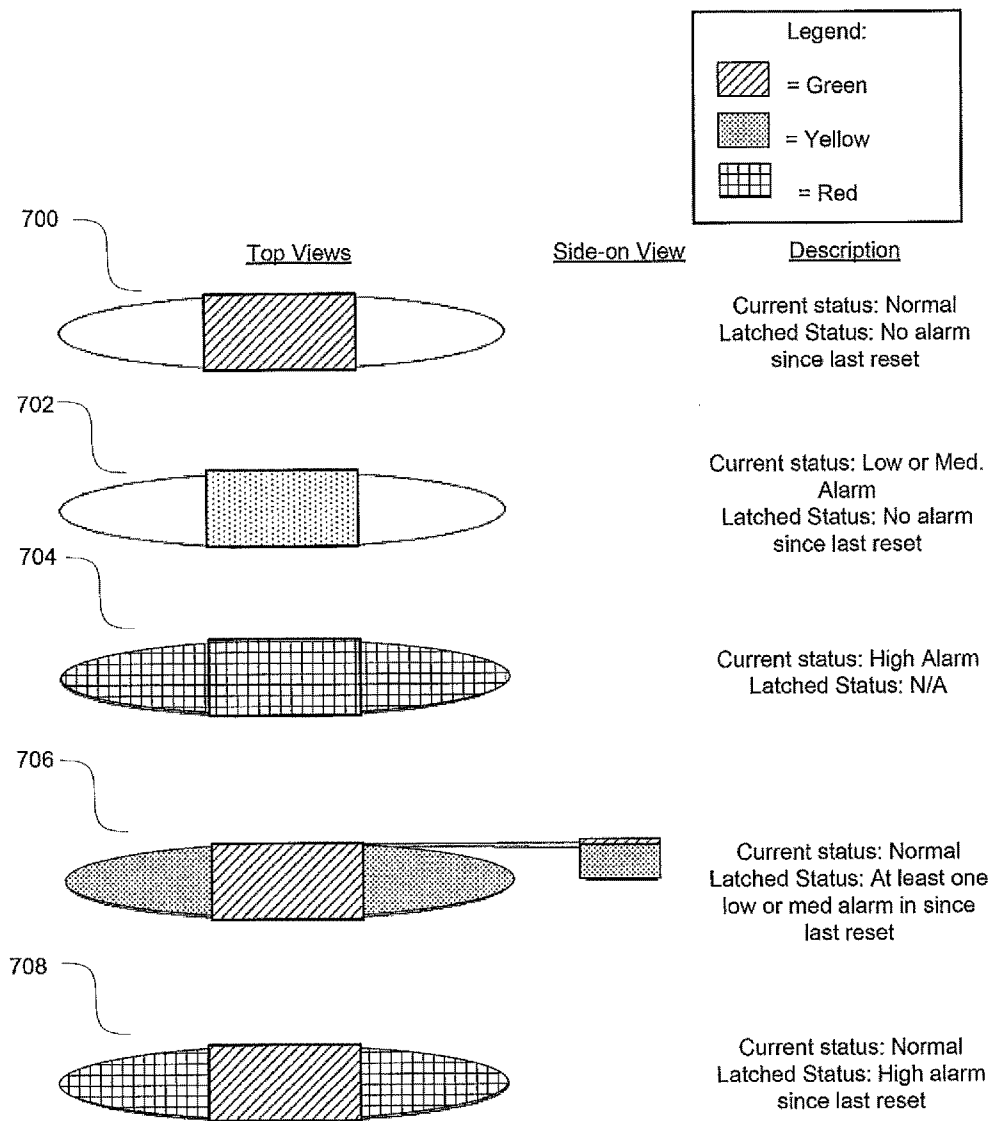 Legend:
= Green
= Yellow
= Red
700
Top Views
Side-on View
Description
Current status: Normal
Latched Status: No alarm
since last reset
702
Current status: Low or Med.
Alarm
Latched Status: No alarm
since last reset
704
Current status: High Alarm
Latched Status: N/A
706
Current status: Normal
Latched Status: At least one
low or med alarm in since
last reset
708
Current status: Normal
Latched Status: High alarm
since last reset